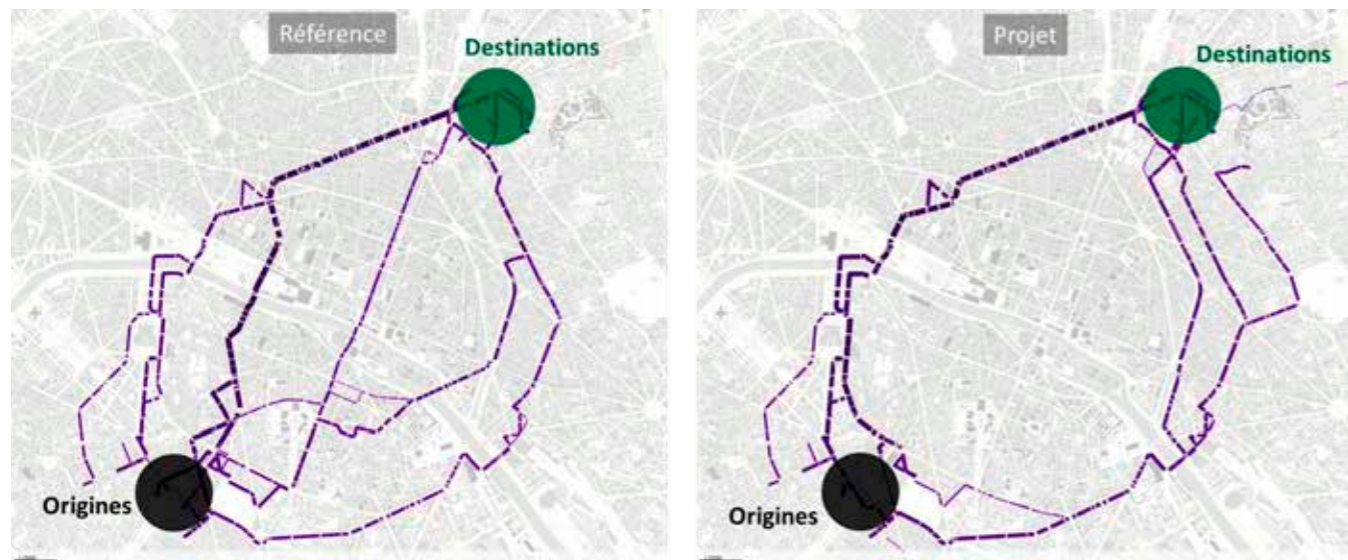 Référence
Destinations
Origines
Projet
Destinations
Origines